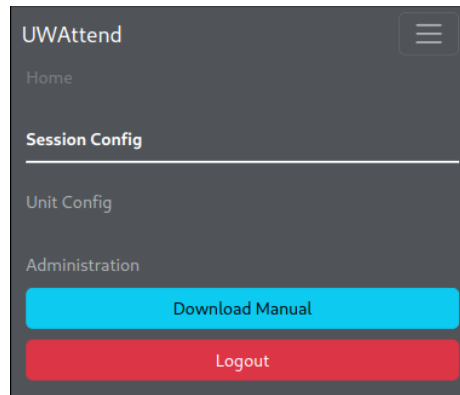 UWAttend
Home
Session Config
Unit Config
Administration
Download Manual
Logout